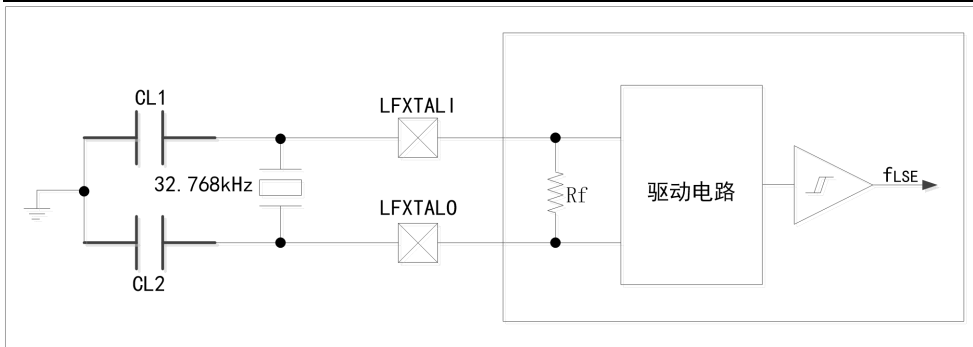 CL1
LFXTALI
32.768kHz
Rf
驱动电路
fLSE
LFXTALO
CL2